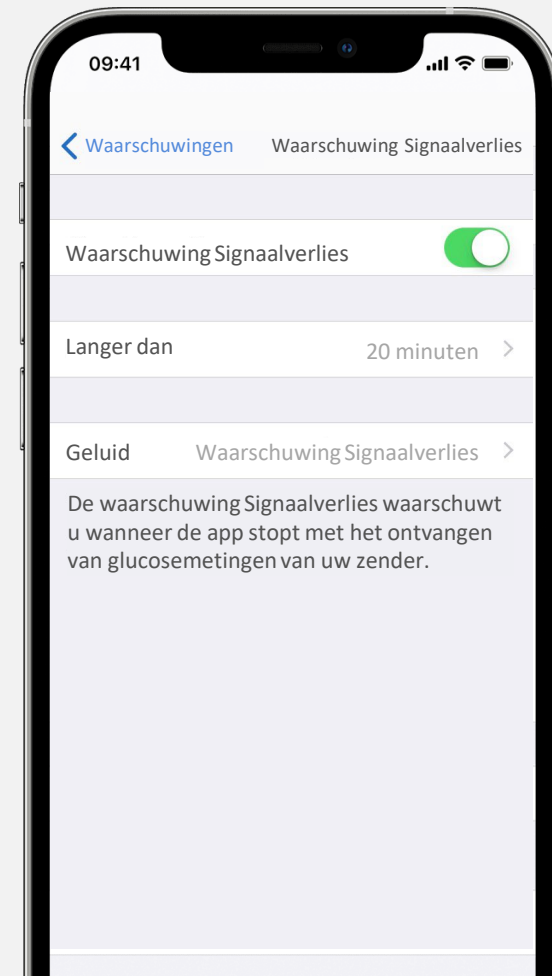 09:41
Waarschuwingen Waarschuwing Signaalverlies
Waarschuwing Signaalverlies
Langer dan 20 minuten
Geluid Waarschuwing Signaalverlies
De waarschuwing Signaalverlies waarschuwt
u wanneer de app stopt met het ontvangen
van glucosemetingen van uw zender.